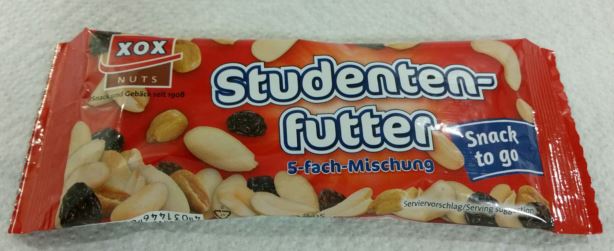 XOX
NUTS
Snack und Gebäck seit 1908
Studenten-
futter
5-fach-Mischung
Snack
to go
Serviervorschlag/Serving suggestion